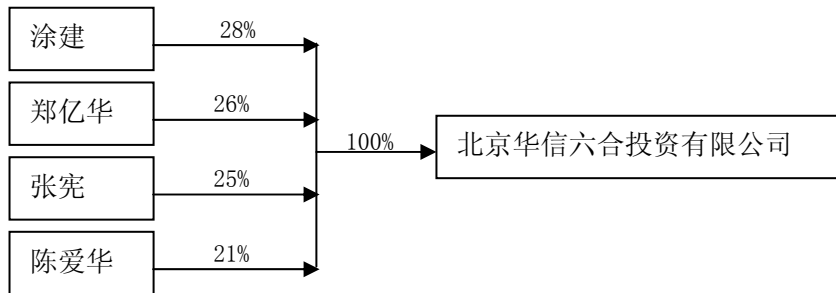 涂建
28%
郑亿华
26%
100%
北京华信六合投资有限公司
张宪
25%
陈爱华
21%